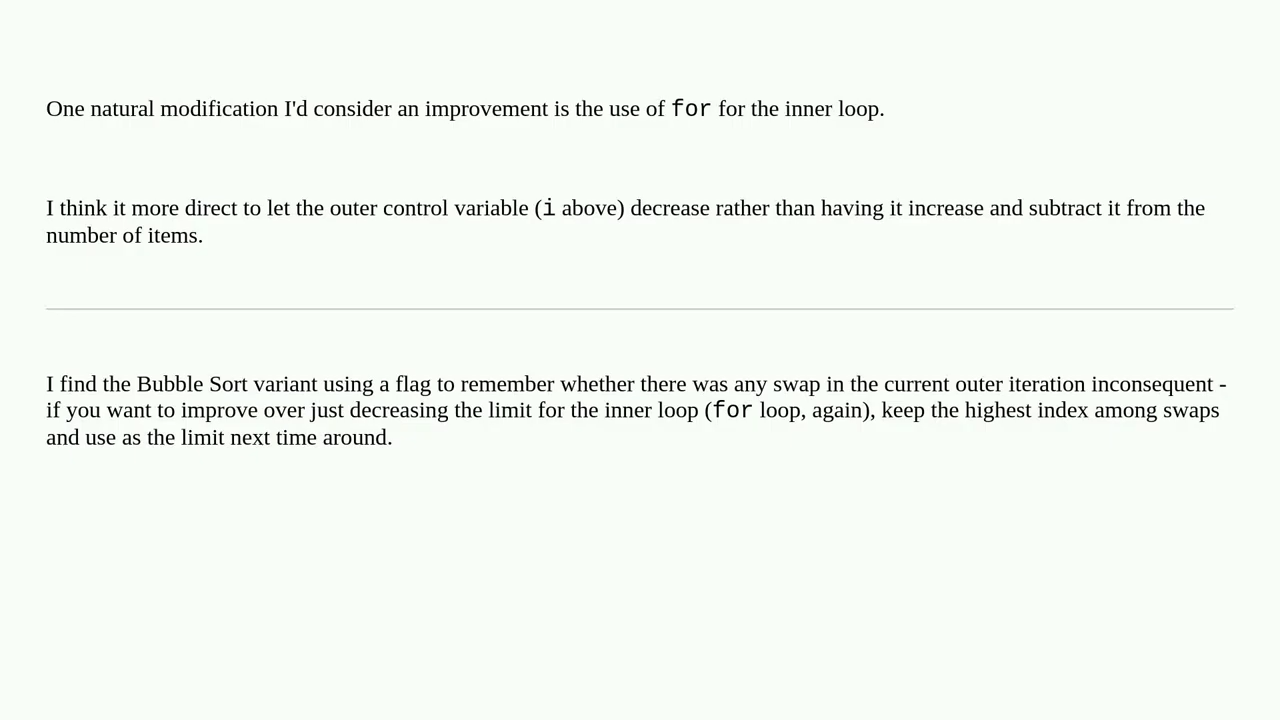 One natural modification I'd consider an improvement is the use of for for the inner loop.
I think it more direct to let the outer control variable (i above) decrease rather than having it increase and subtract it from the
number of items.
I find the Bubble Sort variant using a flag to remember whether there was any swap in the current outer iteration inconsequent -
if you want to improve over just decreasing the limit for the inner loop (for loop, again), keep the highest index among swaps
and use as the limit next time around.